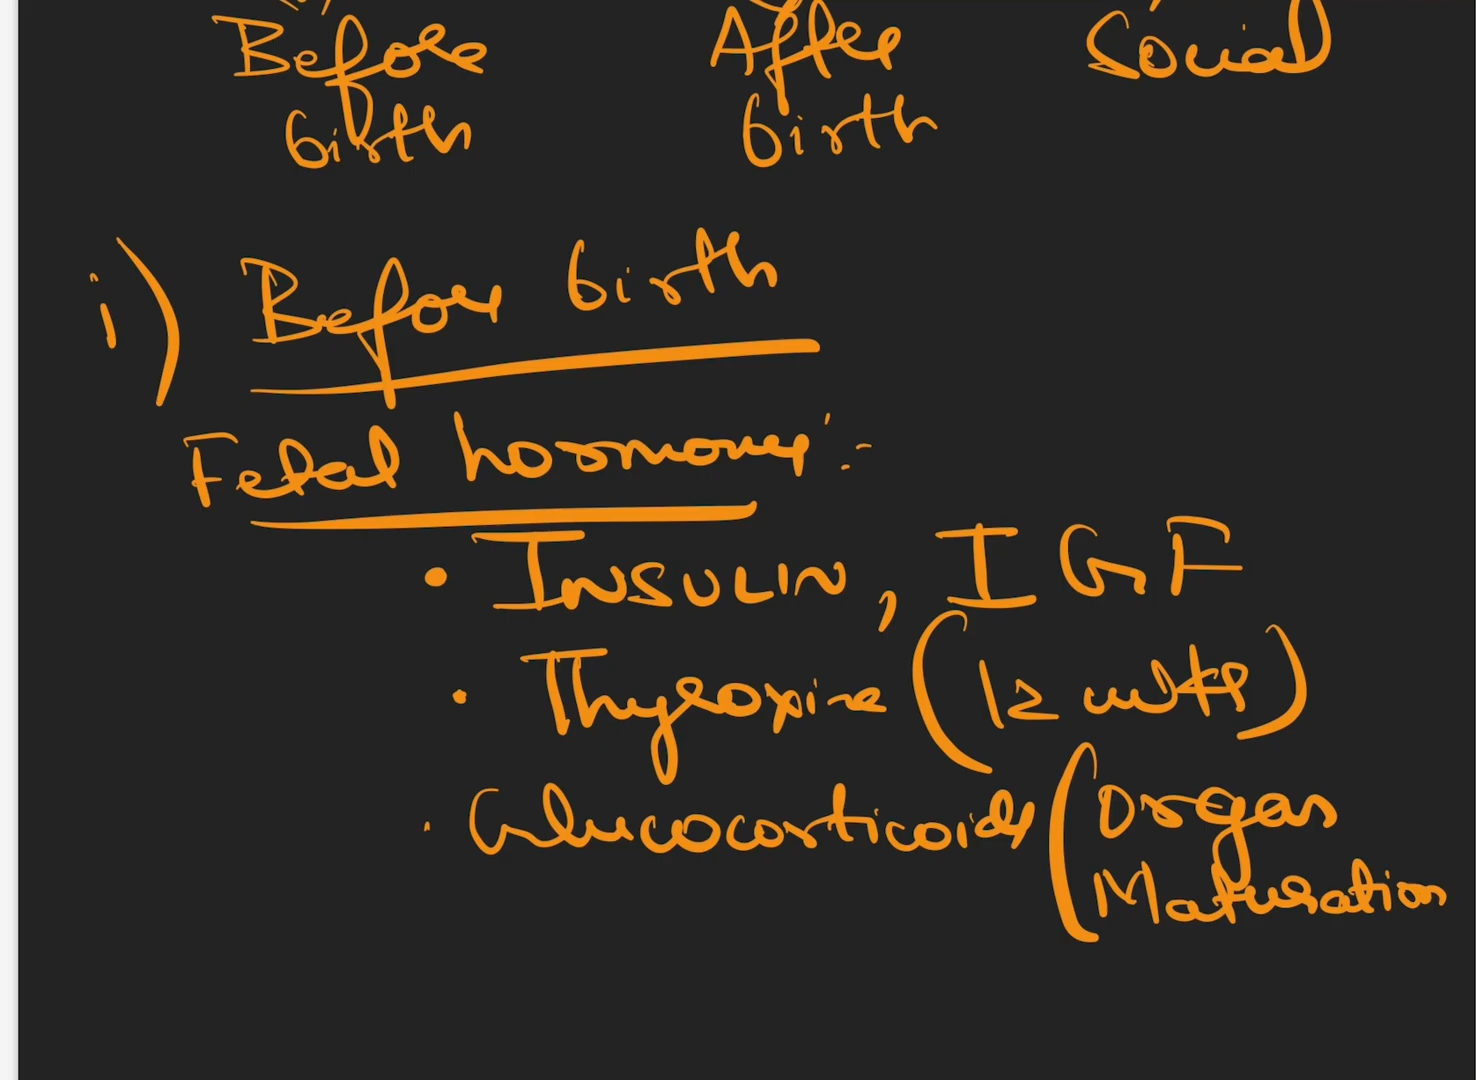 Before After Social
birth birth
i) Before birth
Fetal hormones :-
• INSULIN, IGF
• Thyroxine (12 wks)
• Glucocorticoids (Organ
Maturation